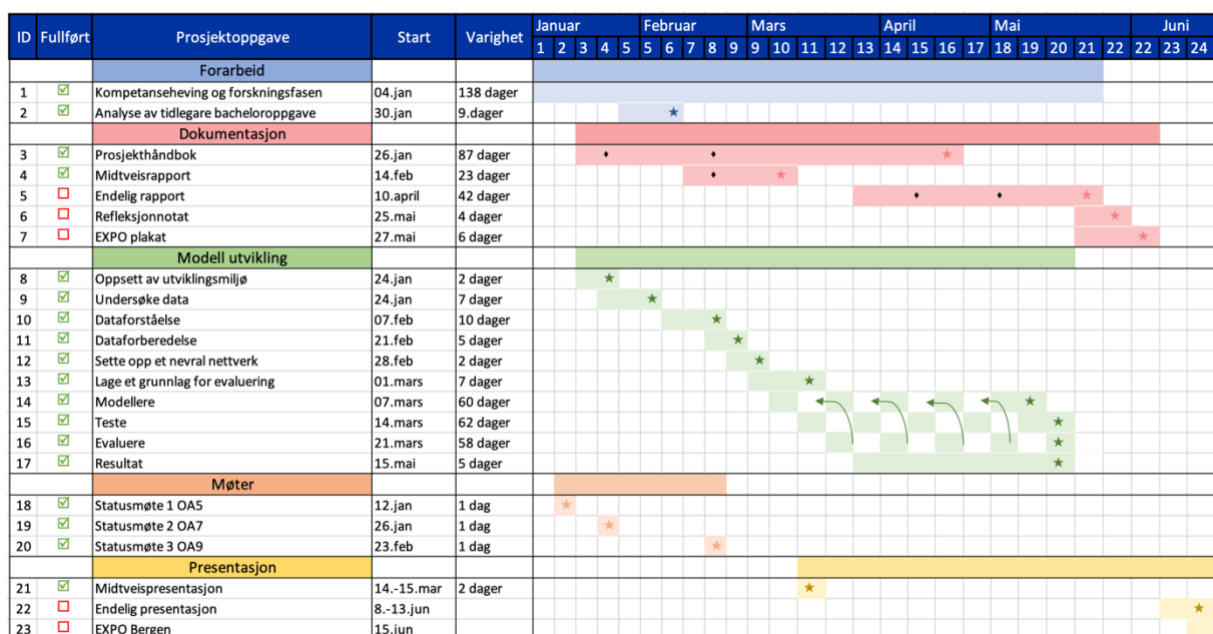 Januar Februar Mars April Mai Juni
ID Fullført Prosjektoppgave Start Varighet 1 2 3 4 5 5 6 7 8 9 9 10 11 12 13 14 15 16 17 18 19 20 21 22 22 23 24
Forarbeid
1 Kompetanseheving og forskningsfasen 04.jan 138 dager
2 Analyse av tidlegare bacheloroppgave 30.jan 9.dager
Dokumentasjon
3 Prosjekthåndbok 26.jan 87 dager
4 Midtveisrapport 14.feb 23 dager
5 Endelig rapport 10.april 42 dager
6 Refleksjonnotat 25.mai 4 dager
7 EXPO plakat 27.mai 6 dager
Modell utvikling
8 Oppsett av utviklingsmiljø 24.jan 2 dager
9 Undersøke data 24.jan 7 dager
10 Dataforståelse 07.feb 10 dager
11 Dataforberedelse 21.feb 5 dager
12 Sette opp et nevral nettverk 28.feb 2 dager
13 Lage et grunnlag for evaluering 01.mars 7 dager
14 Modellere 07.mars 60 dager
15 Teste 14.mars 62 dager
16 Evaluere 21.mars 58 dager
17 Resultat 15.mai 5 dager
Møter
18 Statusmøte 1 OA5 12.jan 1 dag
19 Statusmøte 2 OA7 26.jan 1 dag
20 Statusmøte 3 OA9 23.feb 1 dag
Presentasjon
21 Midtveispresentasjon 14.-15.mar 2 dager
22 Endelig presentasjon 8.-13.jun
23 EXPO Bergen 15.jun